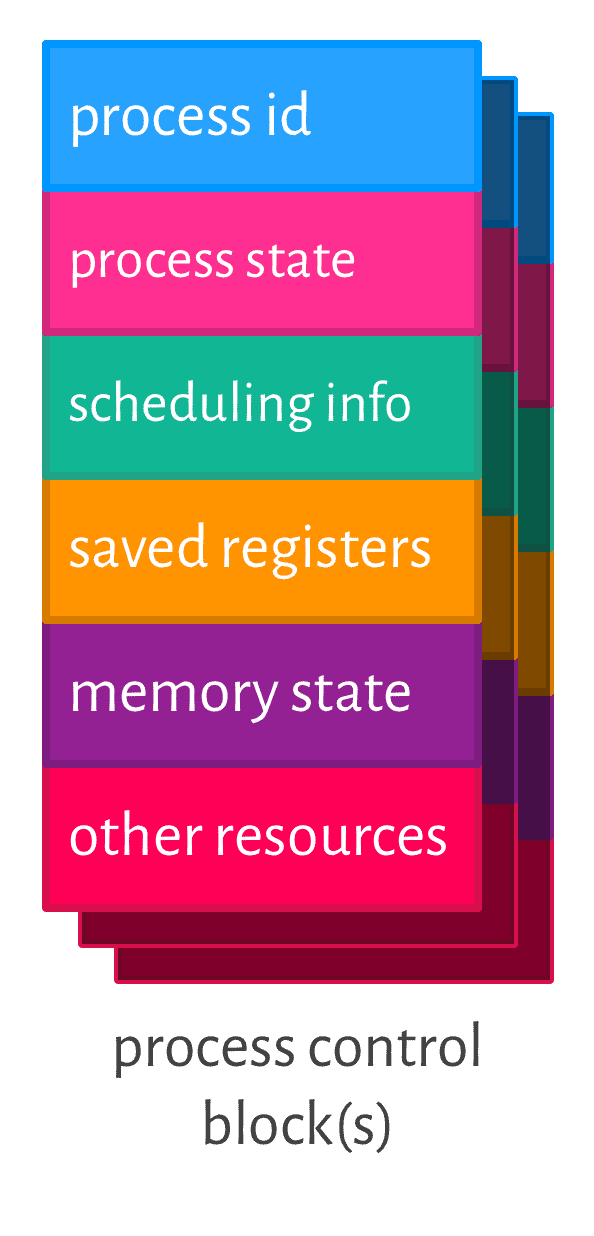 process id
process state
scheduling info
saved registers
memory state
other resources
process control
block(s)